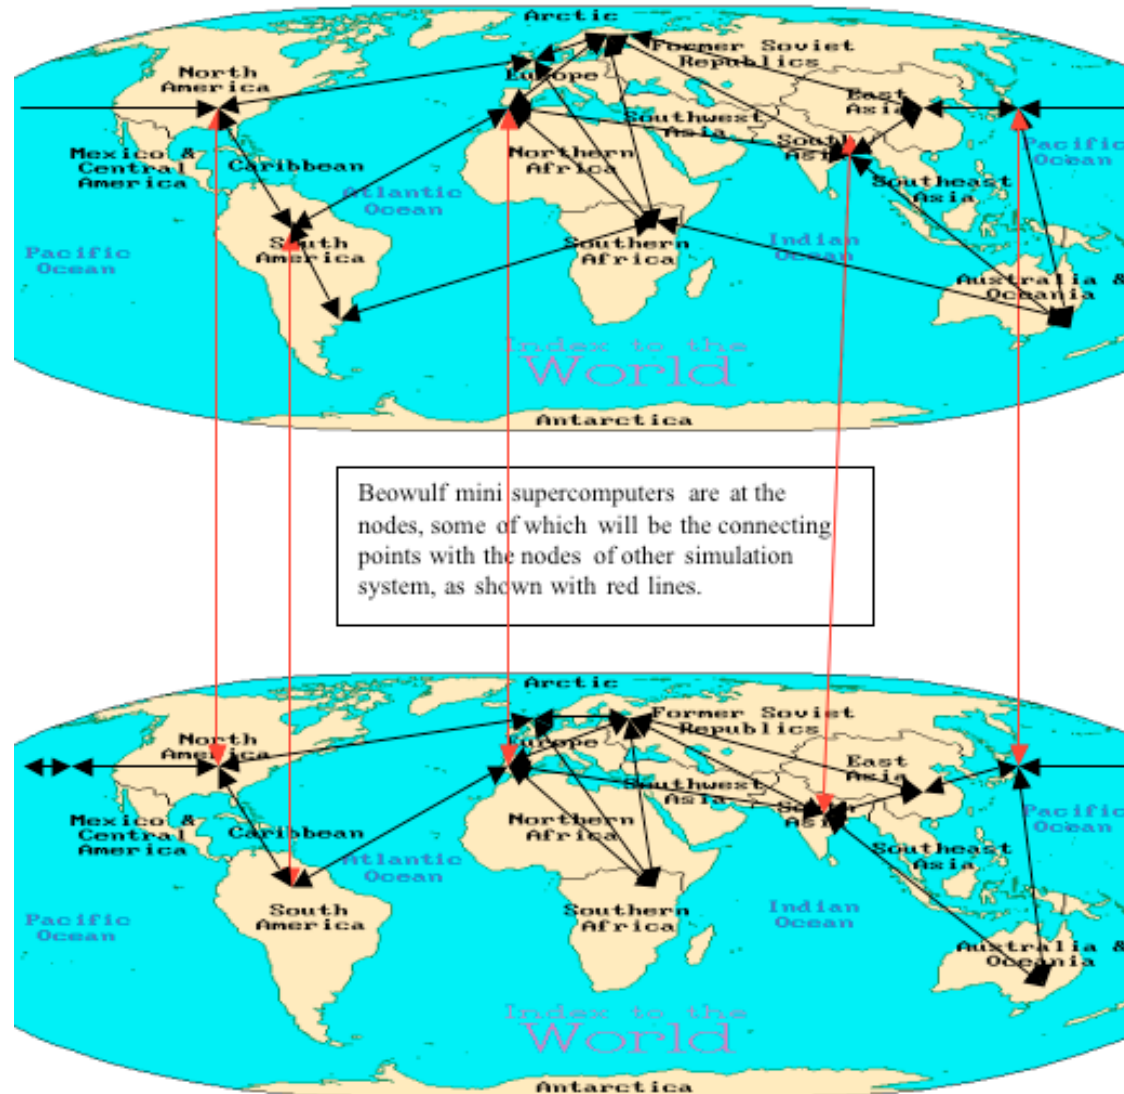 Arctic
Former Soviet
Republics
North
America
Europe
East
Asia
Southwest
Asia
South
Asia
Pacific
Ocean
Mexico &
Central
America
Caribbean
Northern
Africa
Atlantic
Ocean
Southeast
Asia
Pacific
Ocean
South
America
Southern
Africa
Indian
Ocean
Australia &
Oceania
Index to the
World
Antarctica
Beowulf mini supercomputers are at the
nodes, some of which will be the connecting
points with the nodes of other simulation
system, as shown with red lines.
Arctic
Former Soviet
Republics
North
America
Europe
East
Asia
Southwest
Asia
South
Asia
Pacific
Ocean
Mexico &
Central
America
Caribbean
Northern
Africa
Atlantic
Ocean
Southeast
Asia
Pacific
Ocean
South
America
Southern
Africa
Indian
Ocean
Australia &
Oceania
Index to the
World
Antarctica